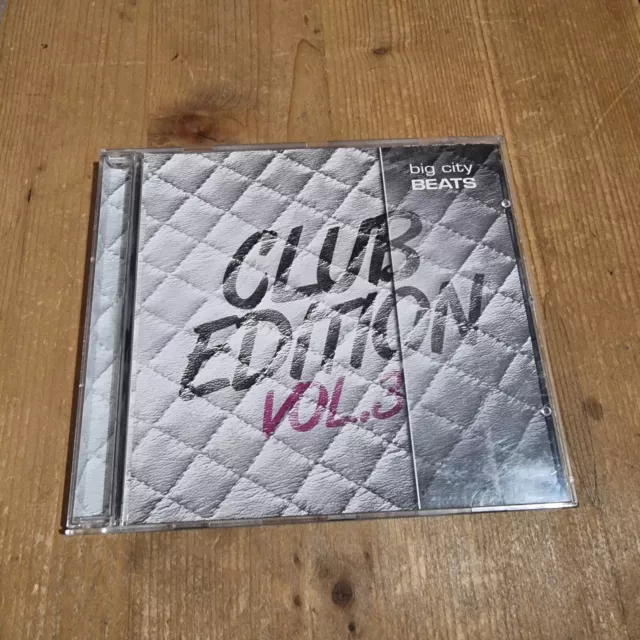 big city
BEATS
CLUB
EDITION
VOL.3